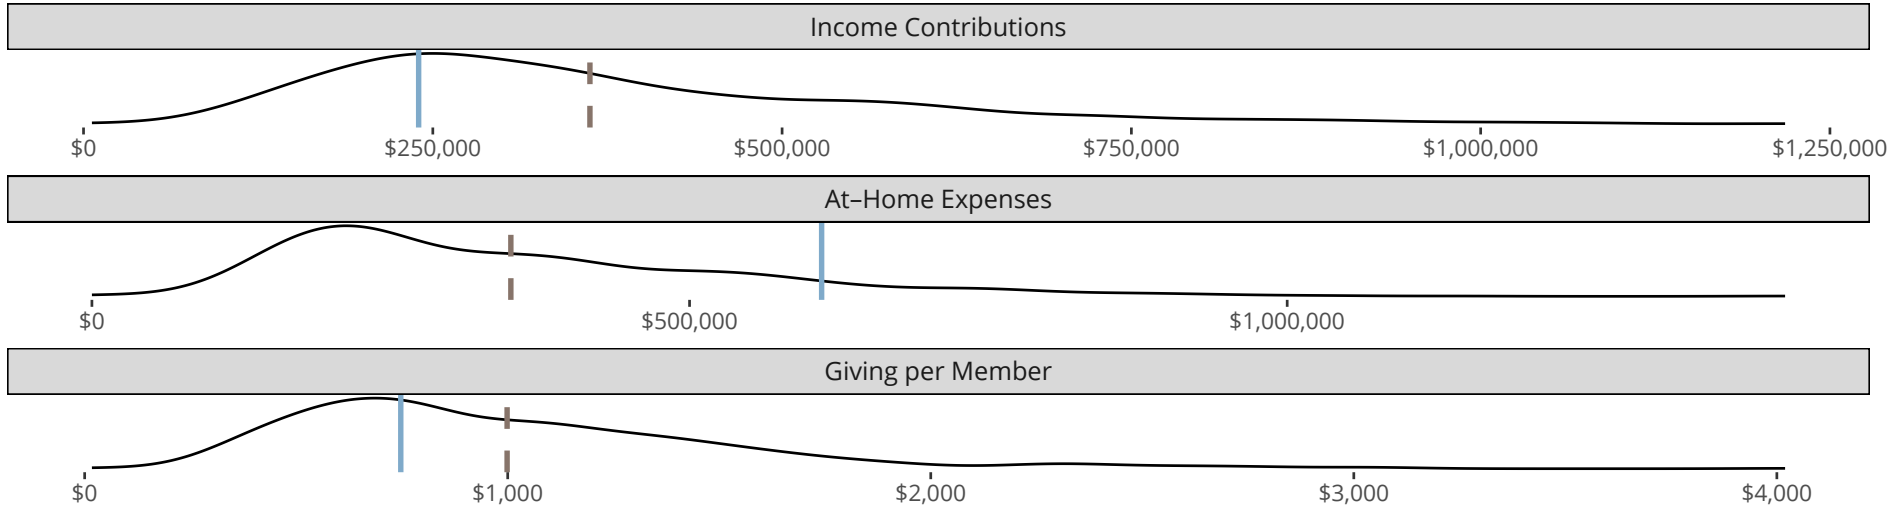 Income Contributions
$0 $250,000 $500,000 $750,000 $1,000,000 $1,250,000
At–Home Expenses
$0 $500,000 $1,000,000
Giving per Member
$0 $1,000 $2,000 $3,000 $4,000